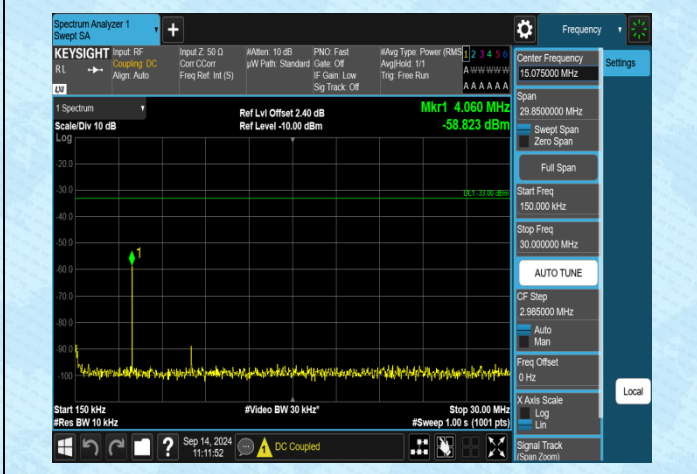 Spectrum Analyzer 1
Swept SA
+
Frequency
KEYSIGHT
RL
LXI
Input: RF
Coupling: DC
Align: Auto
Input Z: 50 Ω
Corr CCorr
Freq Ref: Int (S)
#Atten: 10 dB
µW Path: Standard
PNO: Fast
Gate: Off
IF Gain: Low
Sig Track: Off
#Avg Type: Power (RMS
Avg|Hold: 1/1
Trig: Free Run
1 2 3 4 5 6
A W W W W W
A A A A A A
1 Spectrum
Scale/Div 10 dB
Log
Ref Lvl Offset 2.40 dB
Ref Level -10.00 dBm
Mkr1 4.060 MHz
-58.823 dBm
-20.0
-30.0
-40.0
-50.0
-60.0
-70.0
-80.0
-90.0
-100
DL1 -33.00 dBm
1
Start 150 kHz
#Res BW 10 kHz
#Video BW 30 kHz*
Stop 30.00 MHz
#Sweep 1.00 s (1001 pts)
Center Frequency
15.075000 MHz
Settings
Span
29.8500000 MHz
Swept Span
Zero Span
Full Span
Start Freq
150.000 kHz
Stop Freq
30.000000 MHz
AUTO TUNE
CF Step
2.985000 MHz
Auto
Man
Freq Offset
0 Hz
X Axis Scale
Log
Lin
Signal Track
(Span Zoom)
Local
?
Sep 14, 2024
11:11:52
DC Coupled